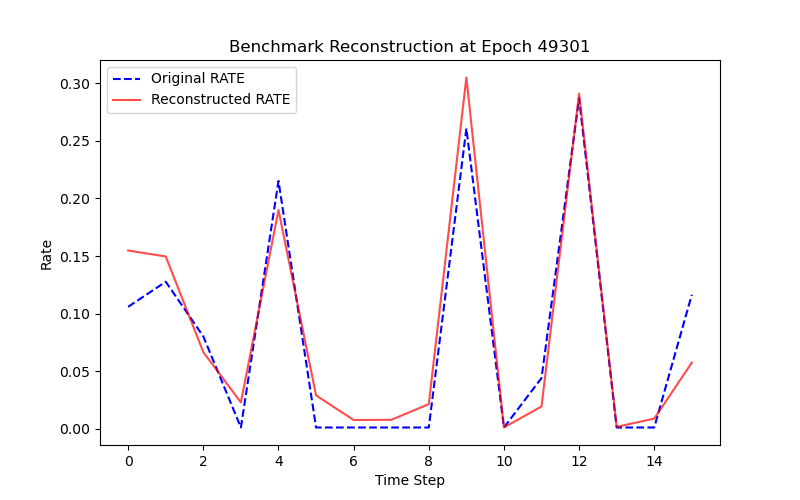 Benchmark Reconstruction at Epoch 49301
Original RATE
Reconstructed RATE
0.30
0.25
0.20
0.15
0.10
0.05
0.00
Rate
0 2 4 6 8 10 12 14
Time Step